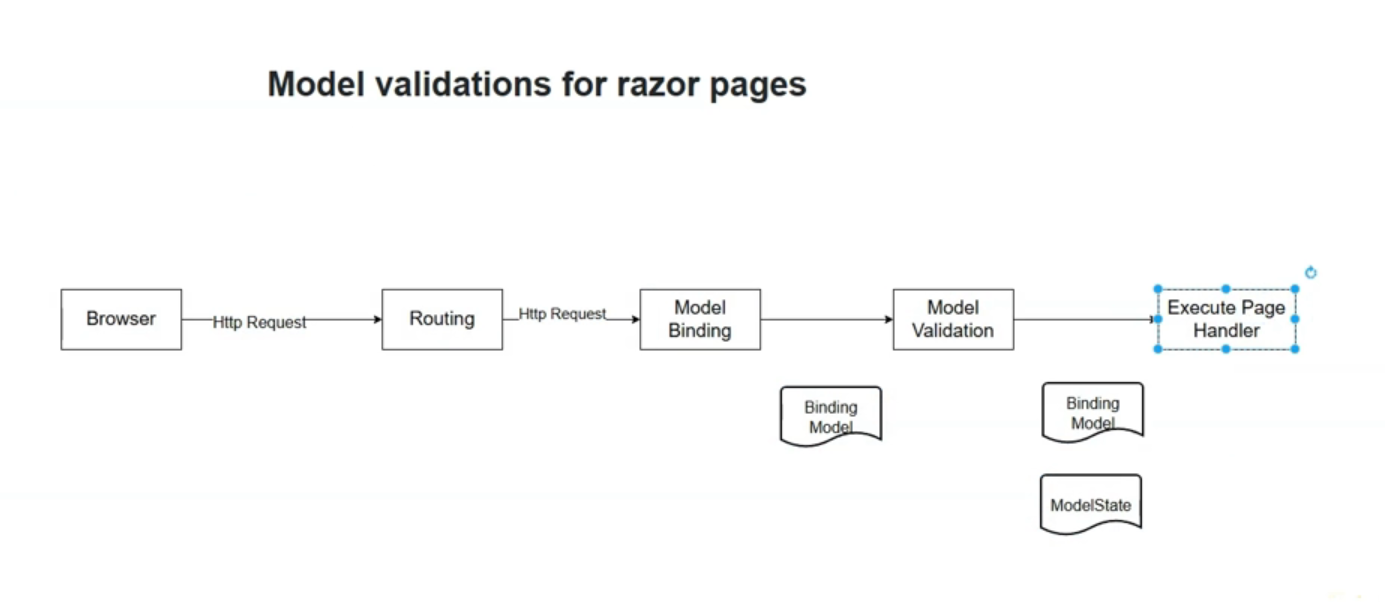 Model validations for razor pages
Browser
Http Request
Routing
Http Request
Model
Binding
Model
Validation
Execute Page
Handler
Binding
Model
Binding
Model
ModelState